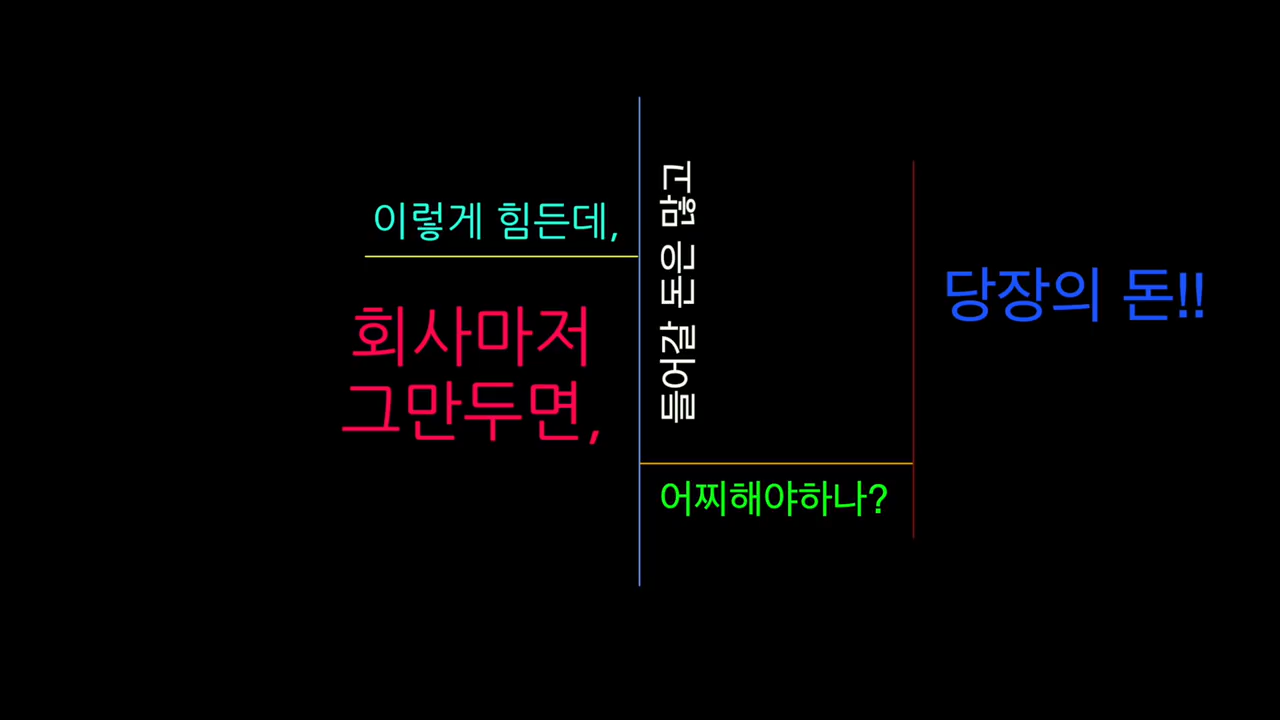 이렇게 힘든데,
회사마저
그만두면,
들어갈 돈은 많고
어찌해야하나?
당장의 돈!!